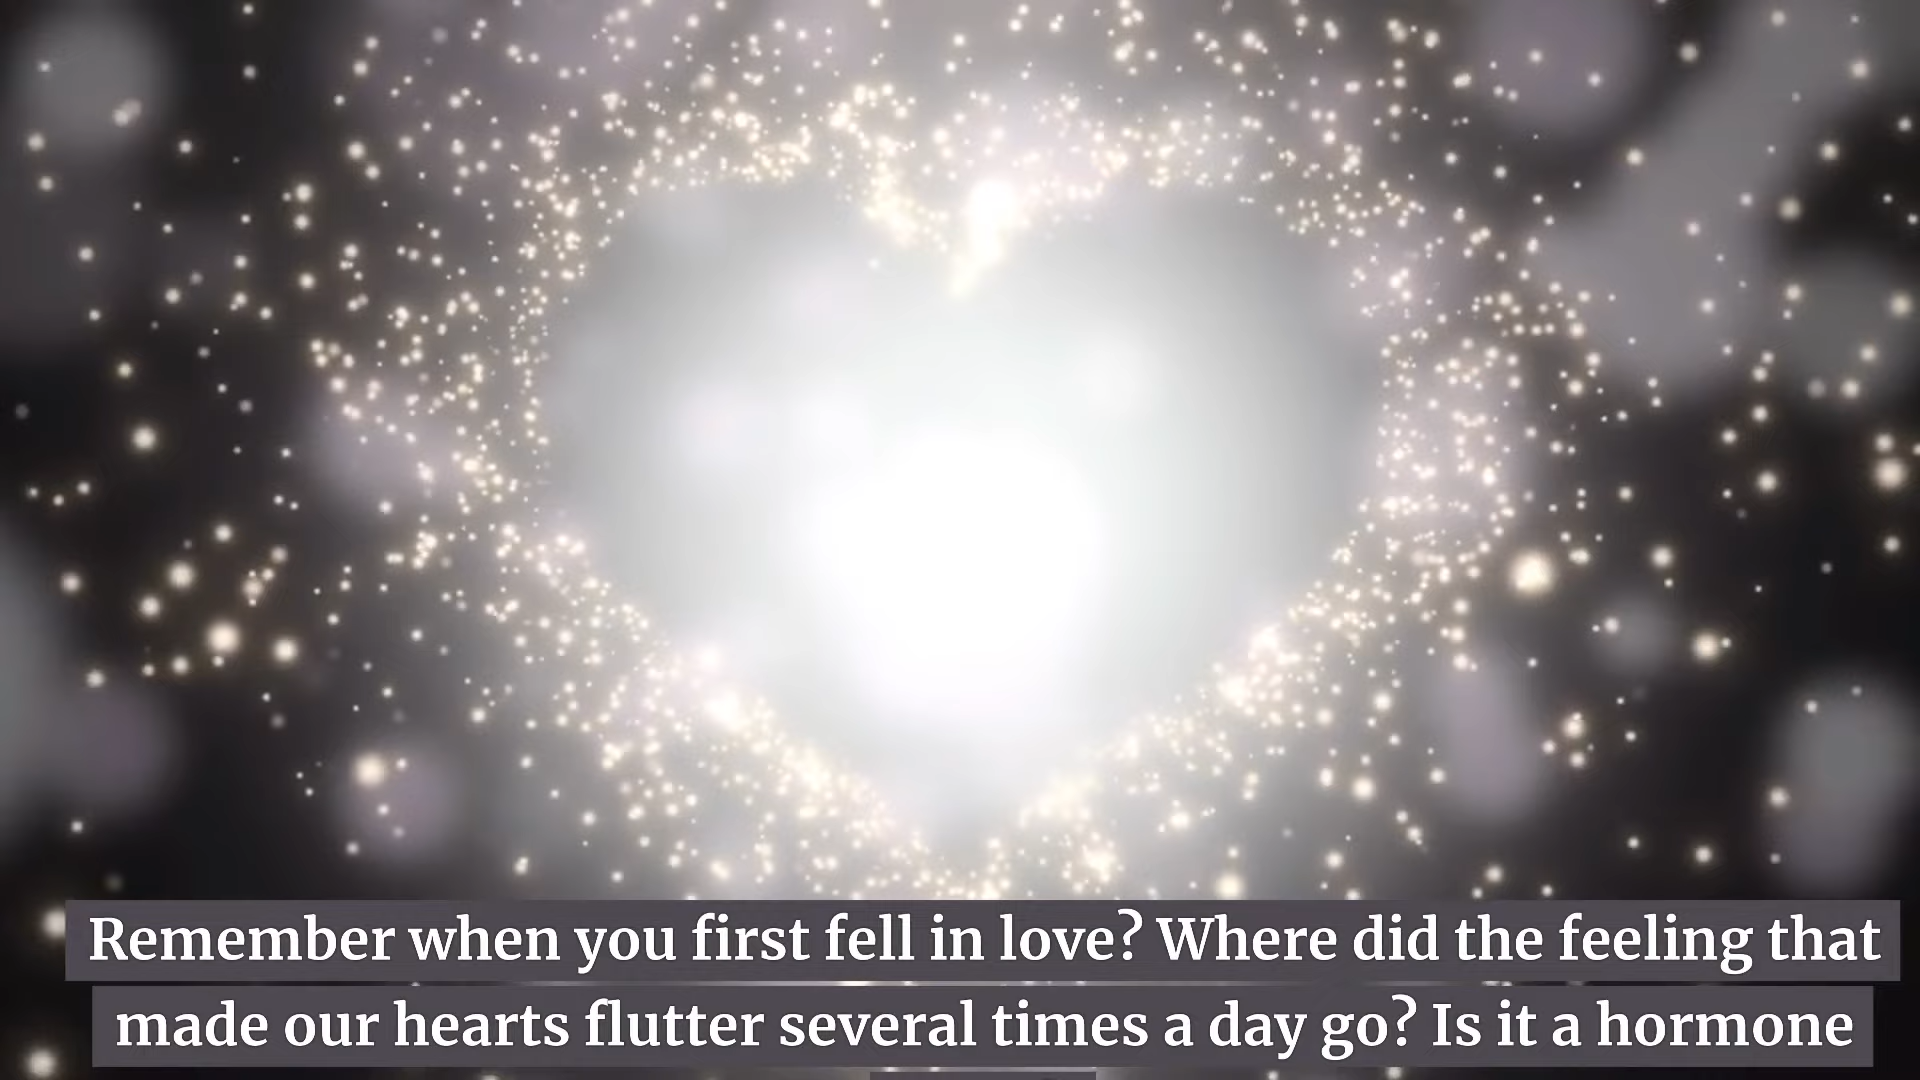 Remember when you first fell in love? Where did the feeling that
made our hearts flutter several times a day go? Is it a hormone